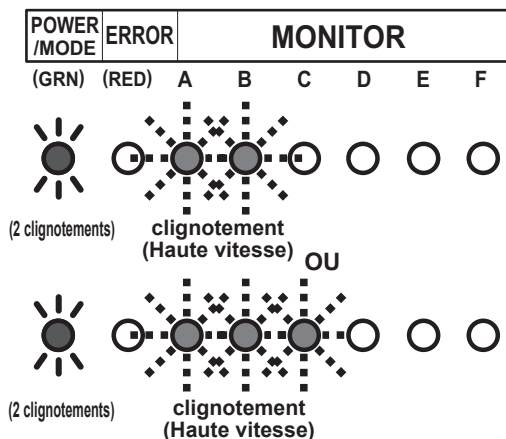 POWER /MODE ERROR MONITOR
(GRN) (RED) A B C D E F
(2 clignotements) clignotement
(Haute vitesse)
OU
(2 clignotements) clignotement
(Haute vitesse)